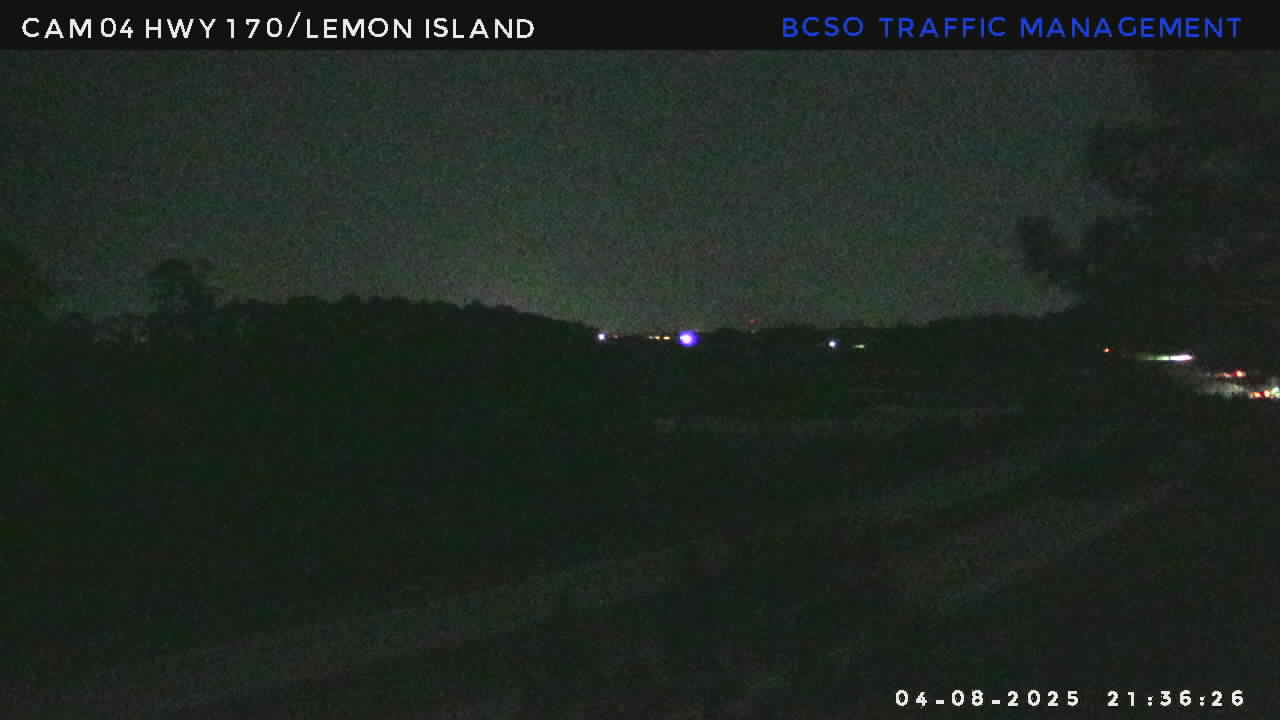 CAM04 HWY 170/LEMON ISLAND
BCSO TRAFFIC MANAGEMENT
04-08-2025 21:36:26